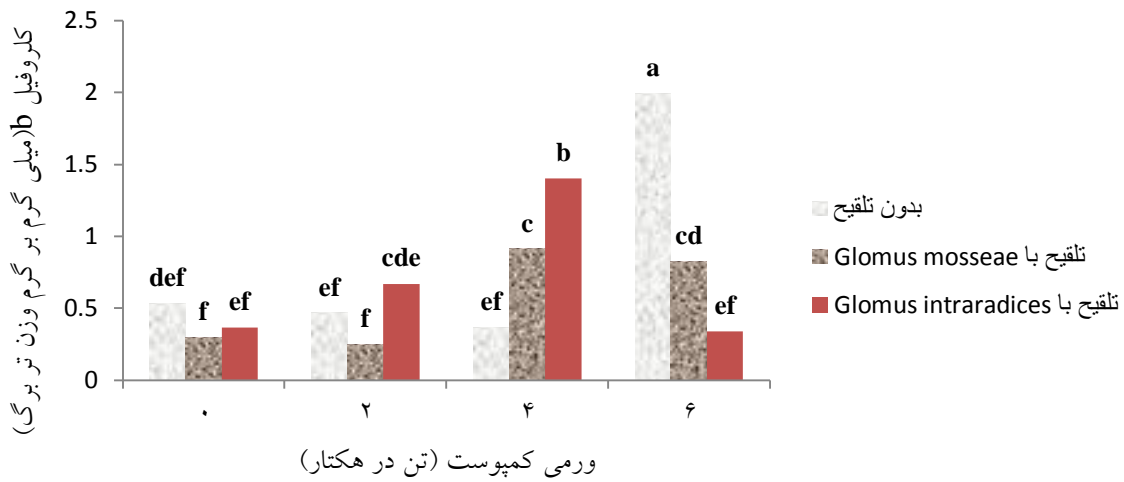 کلروفیل b(میلی گرم بر گرم وزن تر برگ)
2.5
2
1.5
1
0.5
0
def
f
ef
ef
f
cde
ef
c
b
a
cd
ef
۰
۲
۴
۶
ورمی کمپوست (تن در هکتار)
بدون تلقیح
تلقیح با Glomus mosseae
تلقیح با Glomus intraradices